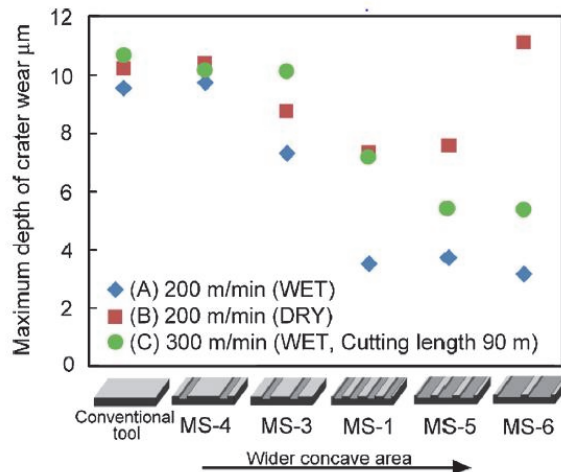 Maximum depth of crater wear μm
12
10
8
6
4
2
0
(A) 200 m/min (WET)
(B) 200 m/min (DRY)
(C) 300 m/min (WET, Cutting length 90 m)
Conventional
tool
MS-4
MS-3
MS-1
MS-5
MS-6
Wider concave area